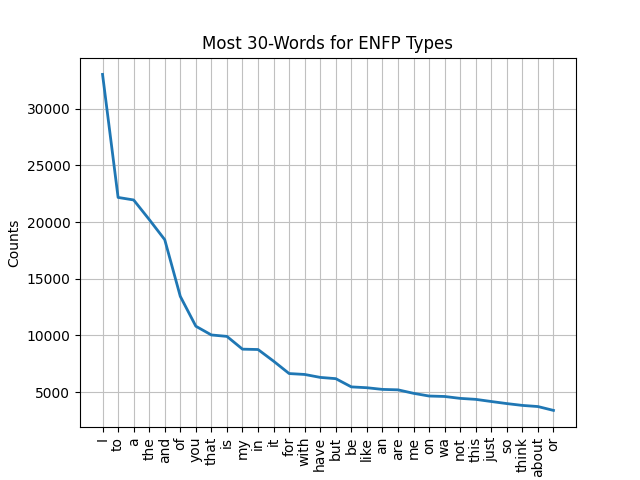 Most 30-Words for ENFP Types
Counts
30000
25000
20000
15000
10000
5000
I
to
a
the
and
of
you
that
is
my
in
it
for
with
have
but
be
like
an
are
me
on
wa
not
this
just
so
think
about
or